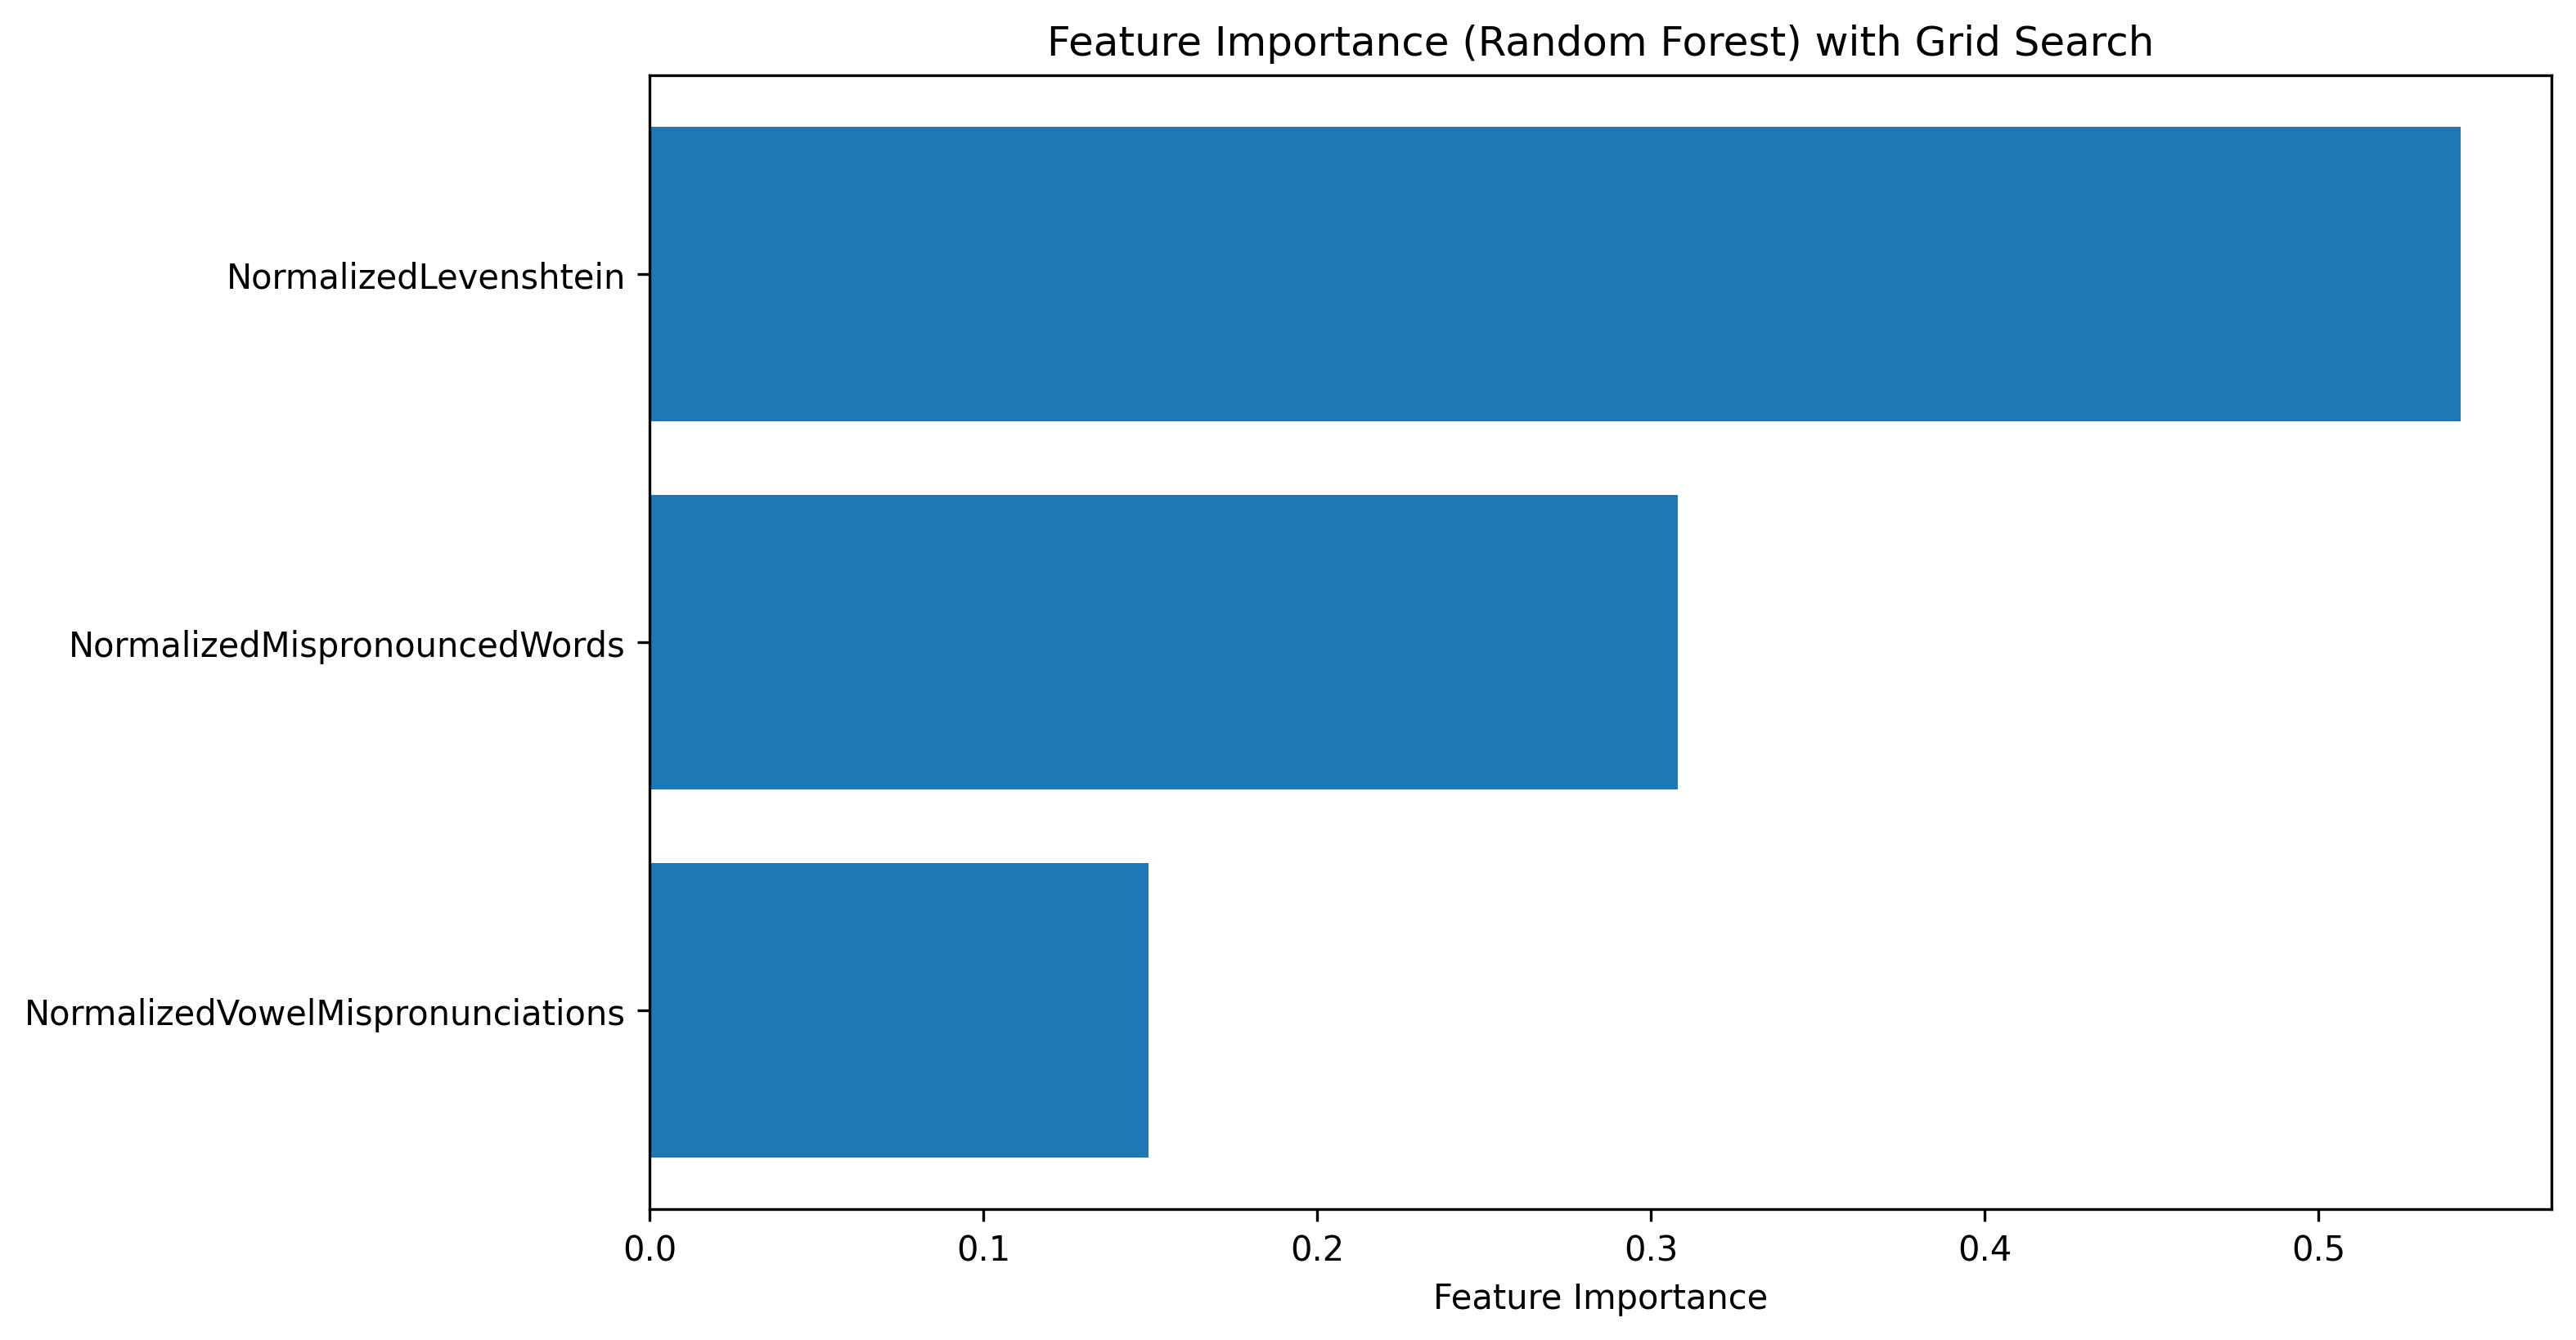 Feature Importance (Random Forest) with Grid Search
NormalizedLevenshtein
NormalizedMispronouncedWords
NormalizedVowelMispronunciations
0.0 0.1 0.2 0.3 0.4 0.5
Feature Importance